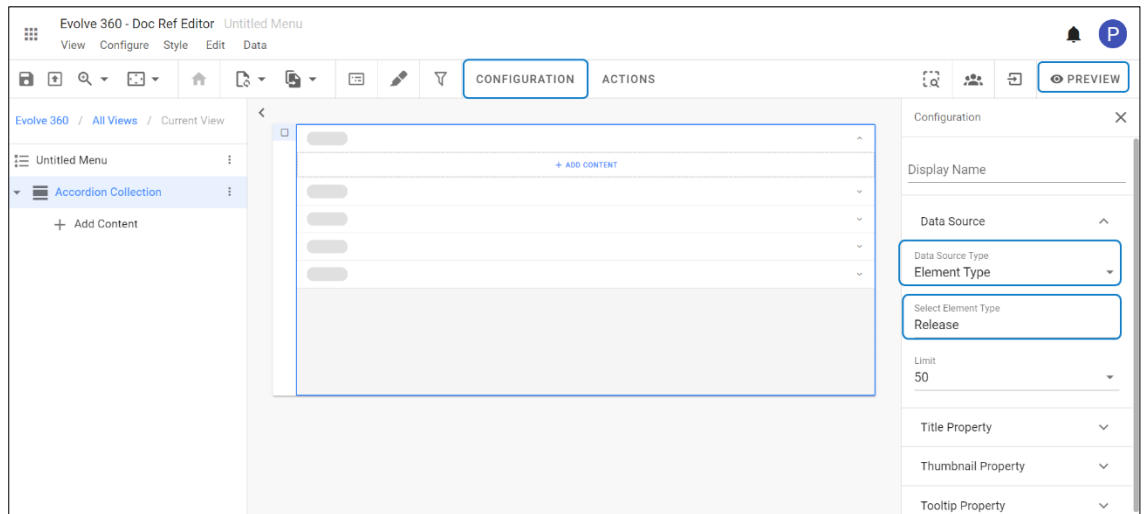 Evolve 360 - Doc Ref Editor Untitled Menu
View Configure Style Edit Data
P
CONFIGURATION ACTIONS PREVIEW
Evolve 360 / All Views / Current View
Untitled Menu
Accordion Collection
+ Add Content
+ ADD CONTENT
Configuration
Display Name
Data Source
Data Source Type
Element Type
Select Element Type
Release
Limit
50
Title Property
Thumbnail Property
Tooltip Property